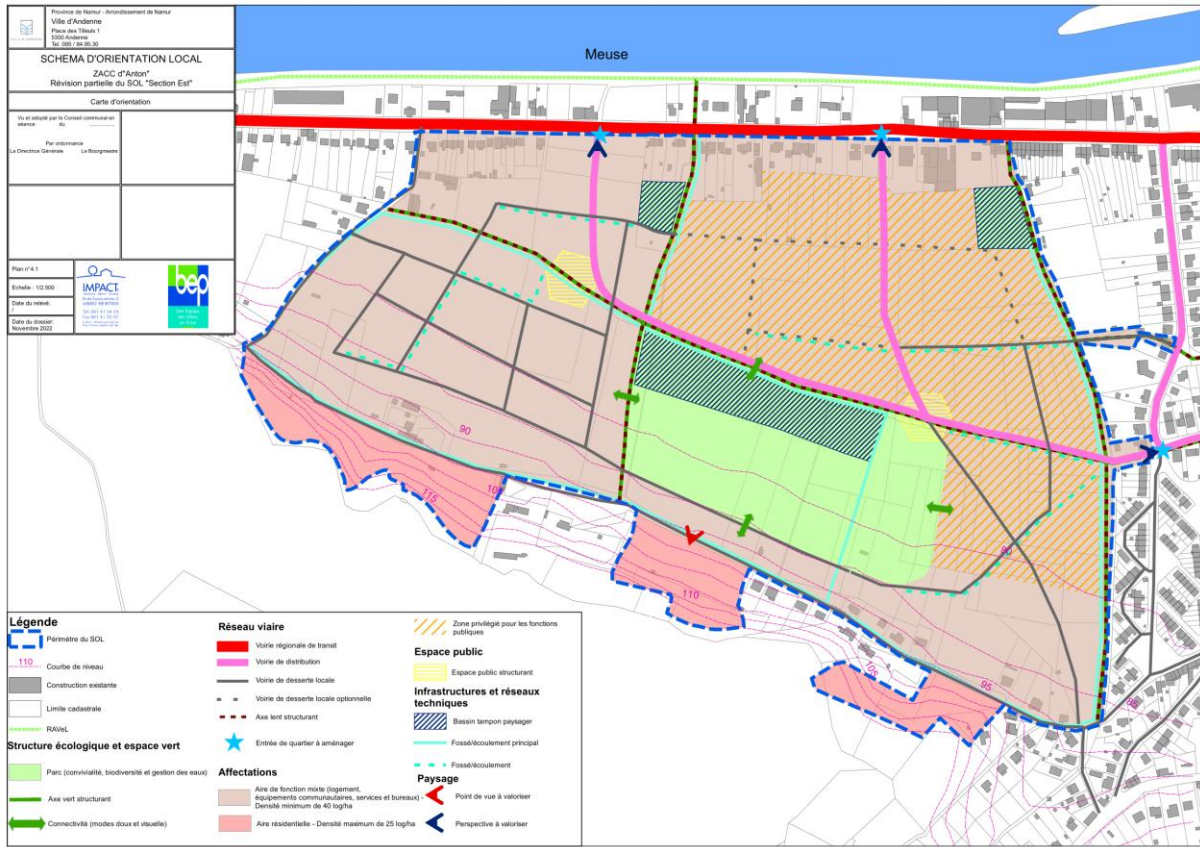 Province de Namur - Arrondissement de Namur
Ville d'Andenne
Place des Tilleuls 1
5300 Andenne
SCHEMA D'ORIENTATION LOCAL
ZACC d'"Anton"
Révision partielle du SOL "Section Est"
Carte d'orientation
Vu et adopté par le Conseil communal en
séance du
Par ordonnance
La Directrice Générale Le Bourgmestre
Plan n°4.1
Echelle : 1/2.500
Date du relevé:
/
Date du dossier:
Novembre 2022
IMPACT
bep
Meuse
90
115
110
80
105
95
85
Légende
Périmètre du SOL
110
Courbe de niveau
Construction existante
Limite cadastrale
RAVeL
Structure écologique et espace vert
Parc (convivialité, biodiversité et gestion des eaux)
Axe vert structurant
Connectivité (modes doux et visuelle)
Réseau viaire
Voirie régionale de transit
Voirie de distribution
Voirie de desserte locale
Voirie de desserte locale optionnelle
Axe lent structurant
Entrée de quartier à aménager
Affectations
Aire de fonction mixte (logement,
équipements communautaires, services et bureaux) -
Densité minimum de 40 log/ha
Aire résidentielle - Densité maximum de 25 log/ha
Zone privilégié pour les fonctions
publiques
Espace public
Espace public structurant
Infrastructures et réseaux
techniques
Bassin tampon paysager
Fossé/écoulement principal
Fossé/écoulement
Paysage
Point de vue à valoriser
Perspective à valoriser